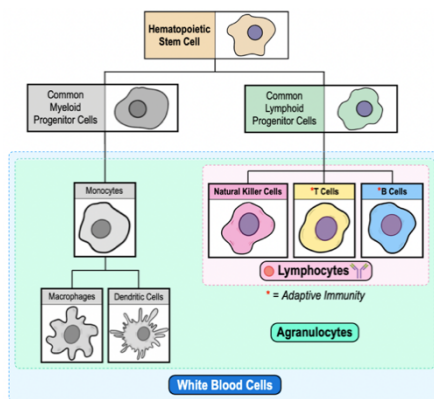 Hematopoietic
Stem Cell
Common
Myeloid
Progenitor Cells
Common
Lymphoid
Progenitor Cells
Monocytes
Natural Killer Cells
*T Cells
*B Cells
Lymphocytes
* = Adaptive Immunity
Macrophages
Dendritic Cells
Agranulocytes
White Blood Cells